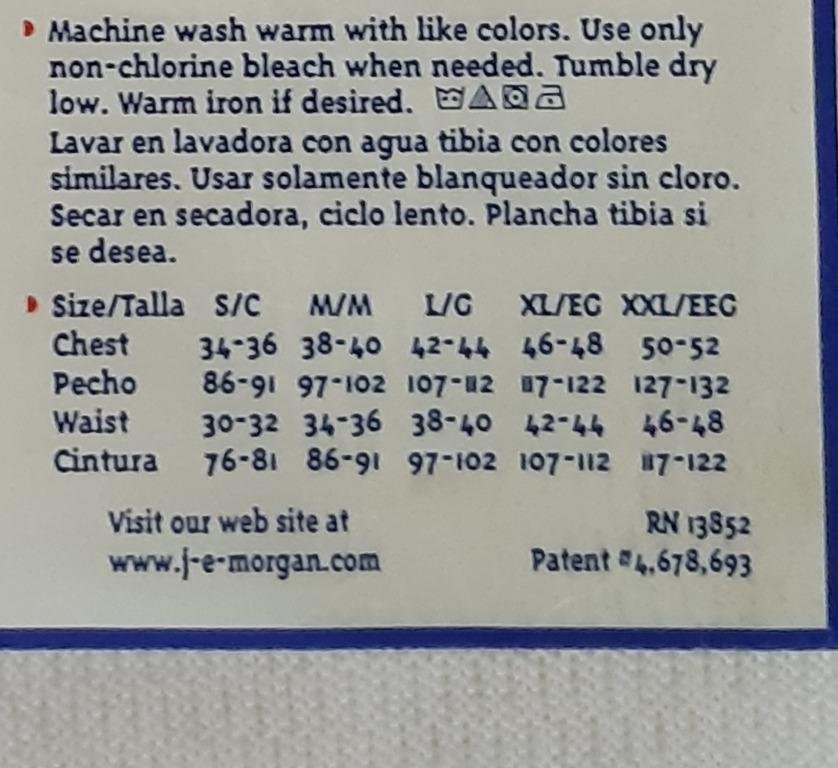 Machine wash warm with like colors. Use only
non-chlorine bleach when needed. Tumble dry
low. Warm iron if desired.
Lavar en lavadora con agua tibia con colores
similares. Usar solamente blanqueador sin cloro.
Secar en secadora, ciclo lento. Plancha tibia si
se desea.
Size/Talla S/C M/M L/G XL/EG XXL/EEG
Chest 34-36 38-40 42-44 46-48 50-52
Pecho 86-91 97-102 107-112 117-122 127-132
Waist 30-32 34-36 38-40 42-44 46-48
Cintura 76-81 86-91 97-102 107-112 117-122
Visit our web site at RN 13852
www.j-e-morgan.com Patent #4,678,693